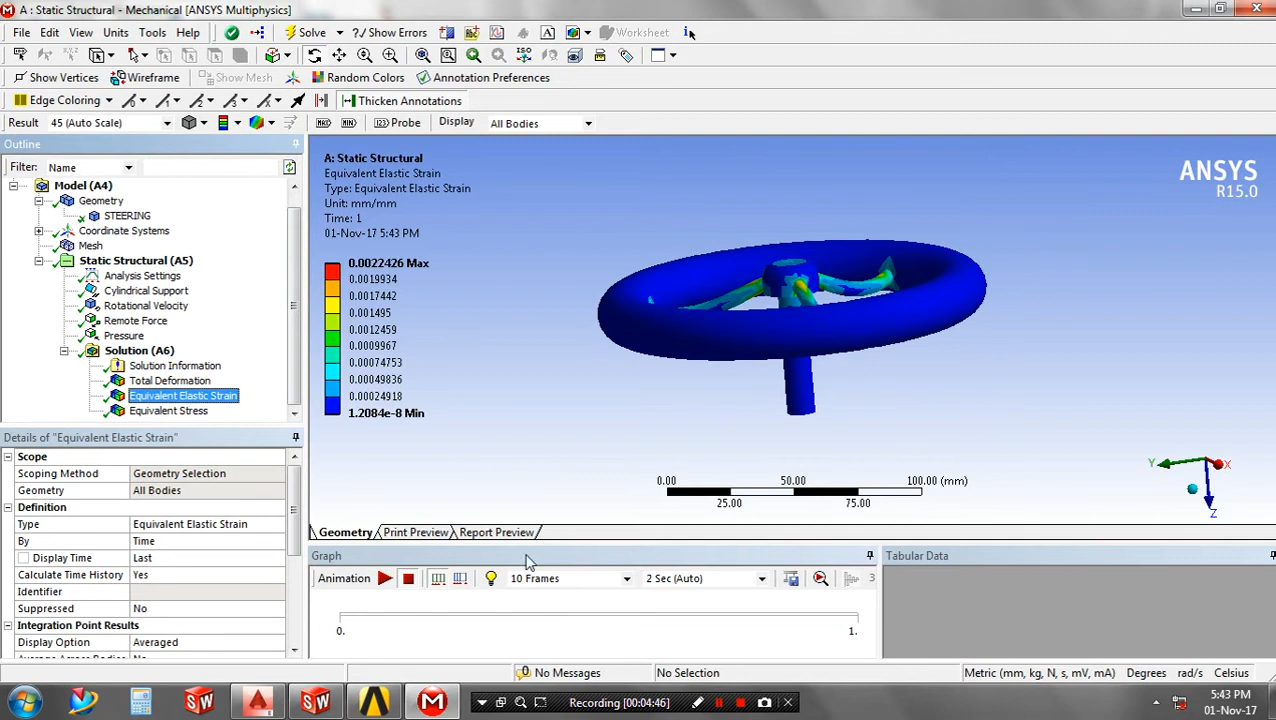 A : Static Structural - Mechanical [ANSYS Multiphysics]
File Edit View Units Tools Help Solve ?/ Show Errors Worksheet
Show Vertices Wireframe Show Mesh Random Colors Annotation Preferences
Edge Coloring Thicken Annotations
Result 45 (Auto Scale) MAX MIN Probe Display All Bodies
Outline
Filter: Name
Model (A4)
Geometry
STEERING
Coordinate Systems
Mesh
Static Structural (A5)
Analysis Settings
Cylindrical Support
Rotational Velocity
Remote Force
Pressure
Solution (A6)
Solution Information
Total Deformation
Equivalent Elastic Strain
Equivalent Stress
Details of "Equivalent Elastic Strain"
Scope
Scoping Method Geometry Selection
Geometry All Bodies
Definition
Type Equivalent Elastic Strain
By Time
Display Time Last
Calculate Time History Yes
Identifier
Suppressed No
Integration Point Results
Display Option Averaged
Average Across Bodies No
A: Static Structural
Equivalent Elastic Strain
Type: Equivalent Elastic Strain
Unit: mm/mm
Time: 1
01-Nov-17 5:43 PM
0.0022426 Max
0.0019934
0.0017442
0.001495
0.0012459
0.0009967
0.00074753
0.00049836
0.00024918
1.2084e-8 Min
ANSYS
R15.0
0.00 50.00 100.00 (mm)
25.00 75.00
Y X
Z
Geometry Print Preview Report Preview
Graph
Animation 10 Frames 2 Sec (Auto) 3
0. 1.
Tabular Data
0 No Messages No Selection Metric (mm, kg, N, s, mV, mA) Degrees rad/s Celsius
Recording [00:04:46]
5:43 PM
01-Nov-17